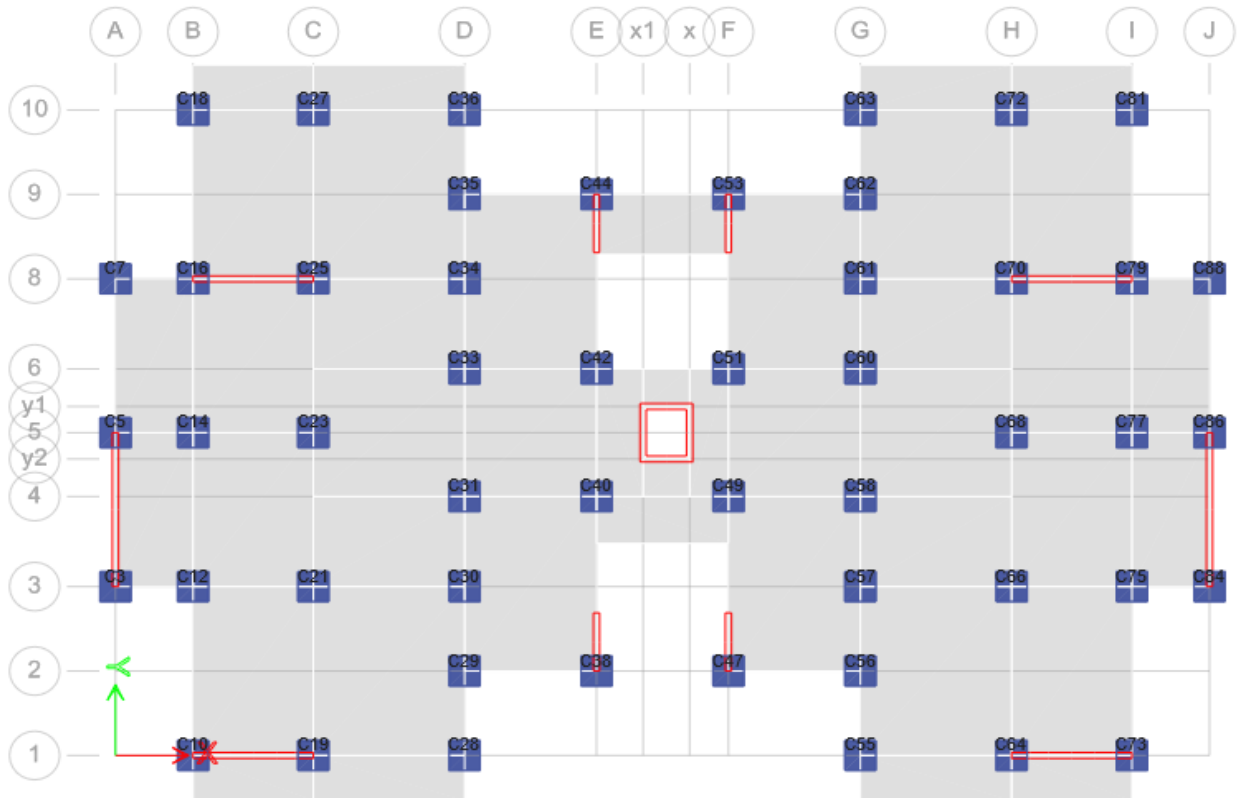 A B C D E x1 x F G H I J
10 C18 C27 C36 C63 C72 C81
9 C35 C44 C53 C62
8 C7 C16 C25 C34 C61 C70 C79 C88
6 C33 C42 C51 C60
y1
5 C5 C14 C23 C68 C77 C86
y2
4 C31 C40 C49 C58
3 C3 C12 C21 C30 C57 C66 C75 C84
Y
2 C29 C38 C47 C56
1 C10 X C19 C28 C55 C64 C73